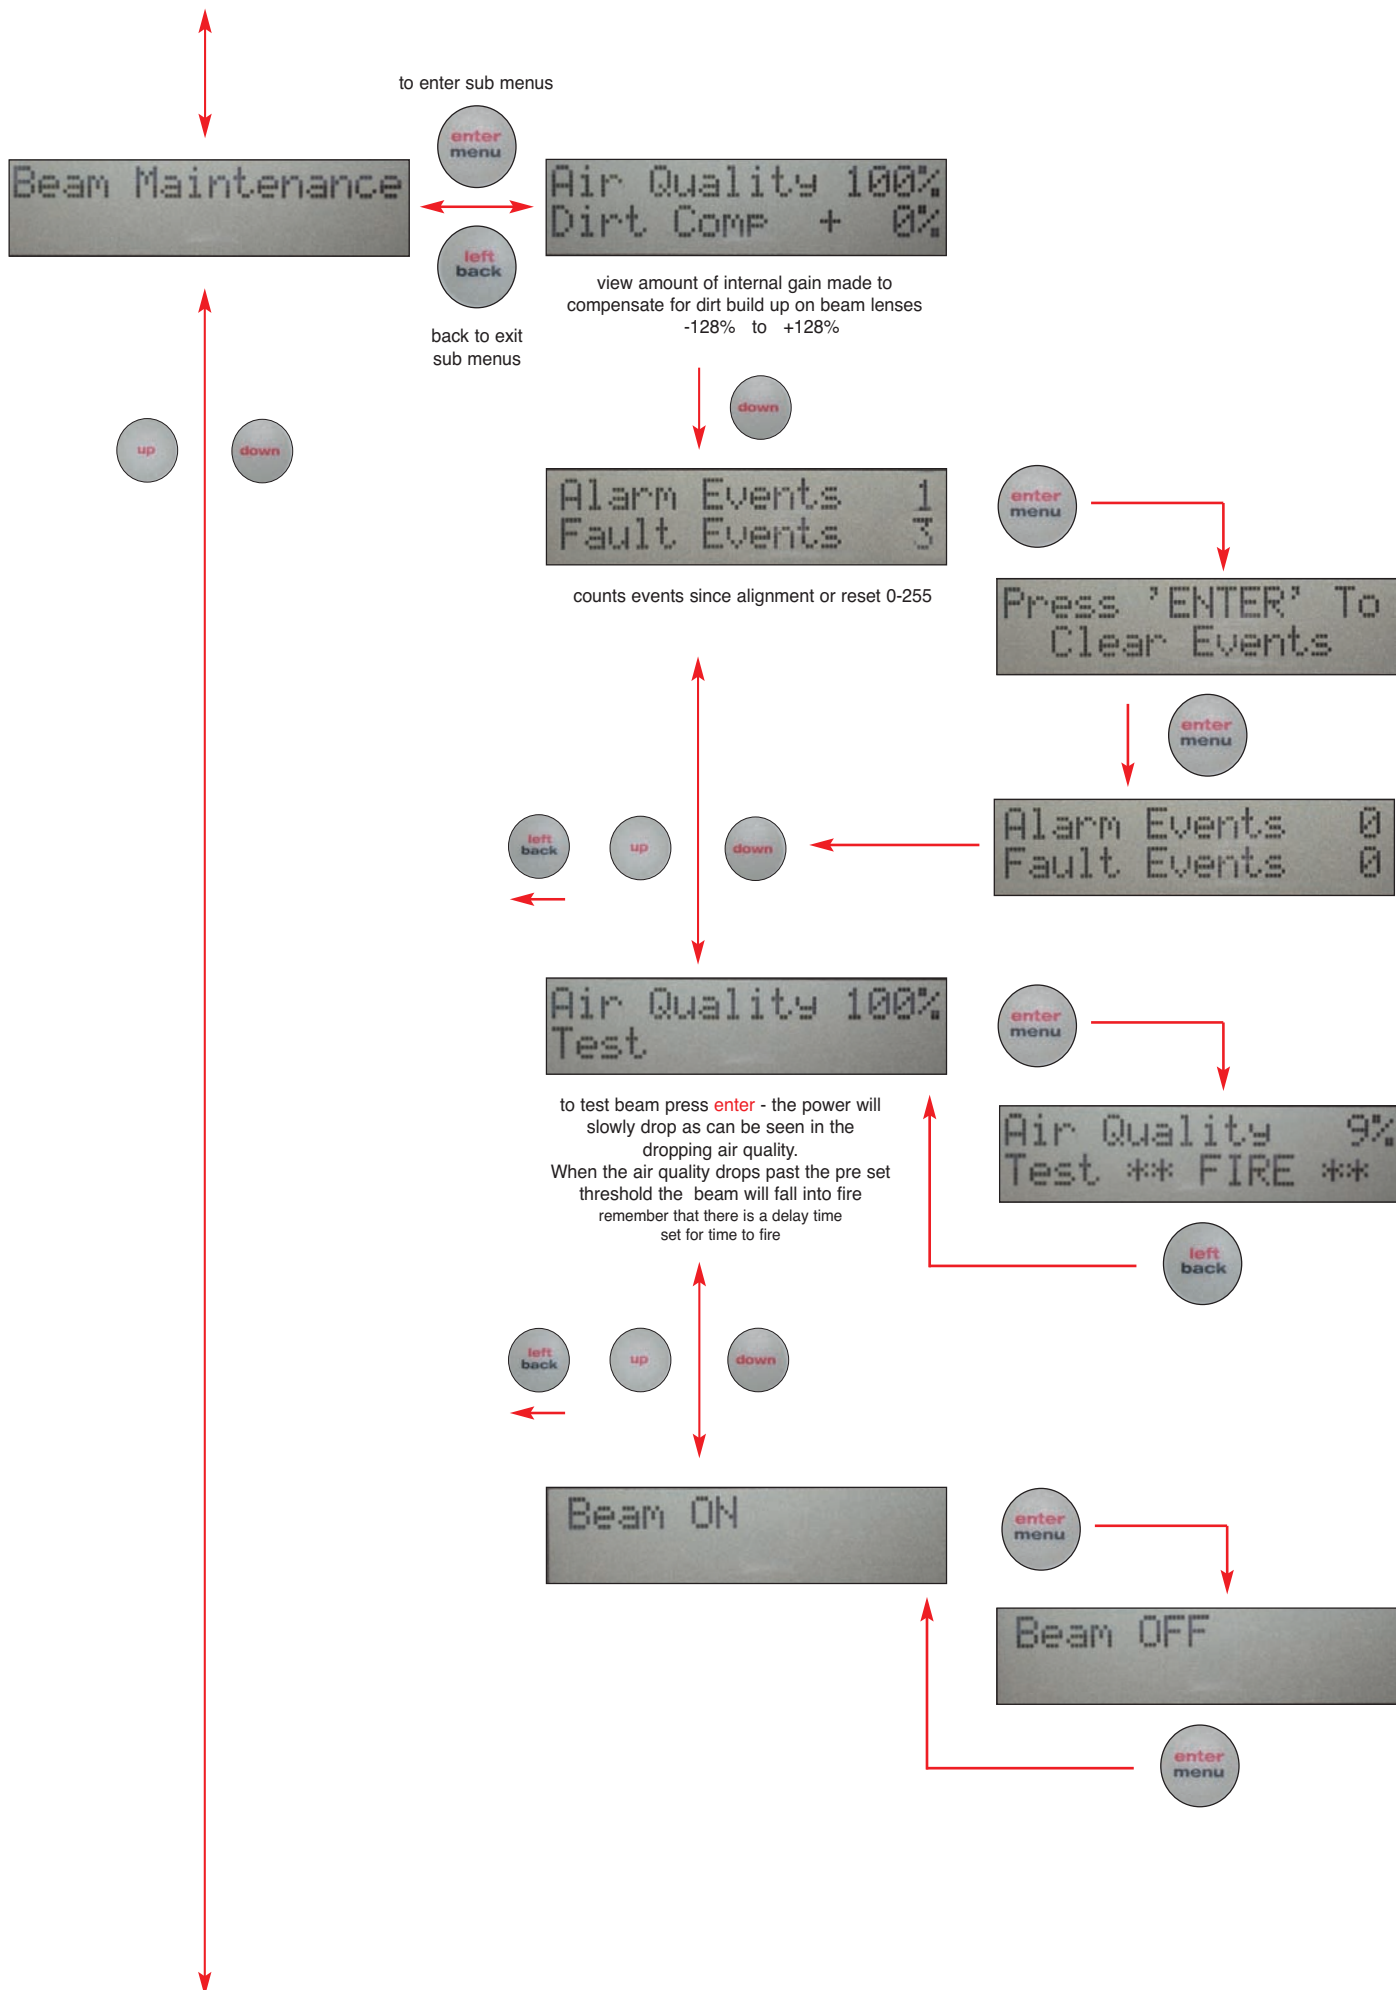 to enter sub menus
enter
menu
Beam Maintenance
Air Quality 100%
Dirt Comp + 0%
left
back
view amount of internal gain made to
compensate for dirt build up on beam lenses
-128% to +128%
back to exit
sub menus
down
up
down
Alarm Events 1
Fault Events 3
enter
menu
counts events since alignment or reset 0-255
Press 'ENTER' To
Clear Events
enter
menu
Alarm Events 0
Fault Events 0
left
back
up
down
Air Quality 100%
Test
enter
menu
to test beam press enter - the power will
slowly drop as can be seen in the
dropping air quality.
When the air quality drops past the pre set
threshold the beam will fall into fire
remember that there is a delay time
set for time to fire
Air Quality 9%
Test ** FIRE **
left
back
left
back
up
down
Beam ON
enter
menu
Beam OFF
enter
menu